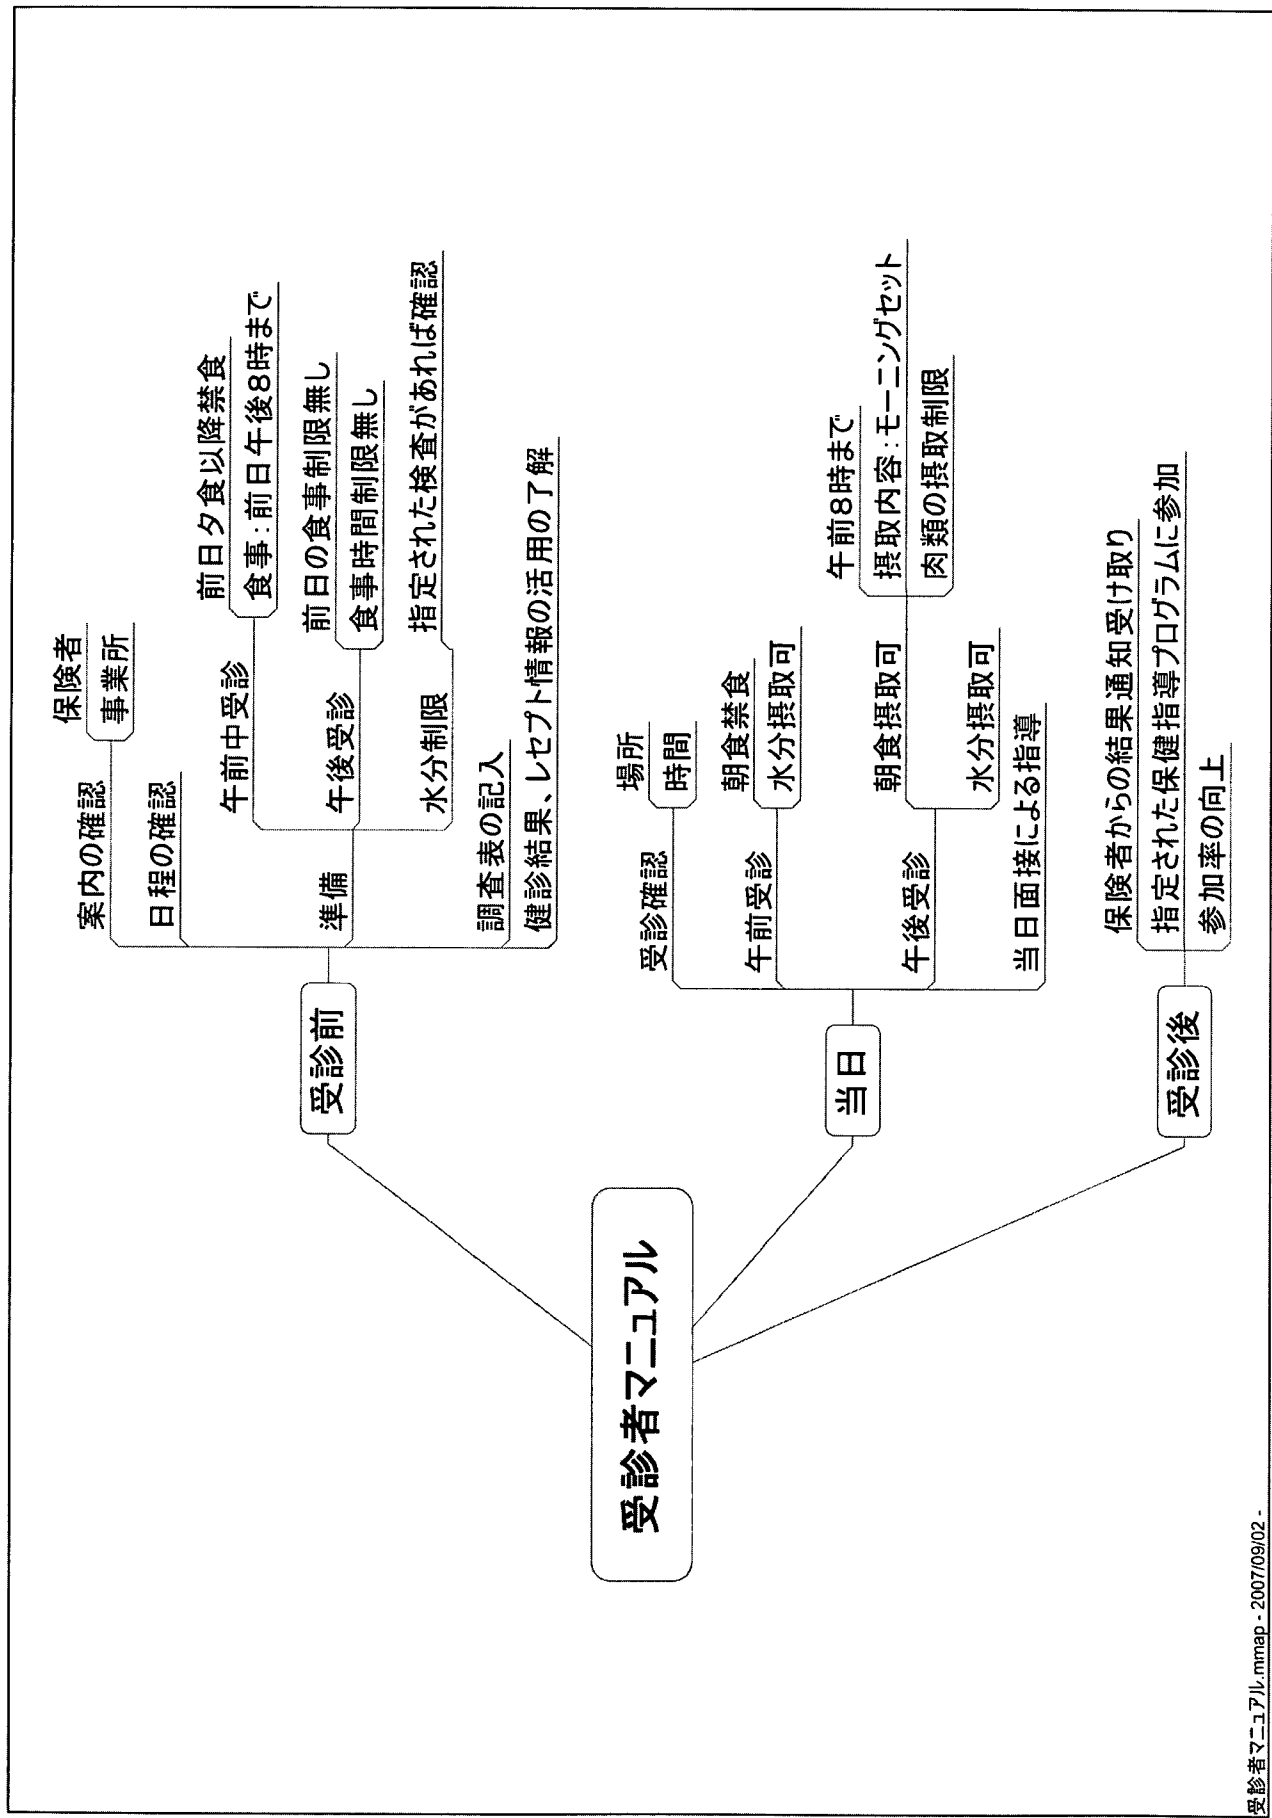 受診者マニュアル
受診前
案内の確認
保険者
事業所
日程の確認
準備
午前中受診
前日夕食以降禁食
食事:前日午後8時まで
午後受診
前日の食事制限無し
食事時間制限無し
水分制限
指定された検査があれば確認
調査表の記入
健診結果、レセプト情報の活用の了解
当日
受診確認
場所
時間
午前受診
朝食禁食
水分摂取可
午後受診
朝食摂取可
午前8時まで
摂取内容:モーニングセット
肉類の摂取制限
水分摂取可
当日面接による指導
受診後
保険者からの結果通知受け取り
指定された保健指導プログラムに参加
参加率の向上
受診者マニュアル.mmap - 2007/09/02 -